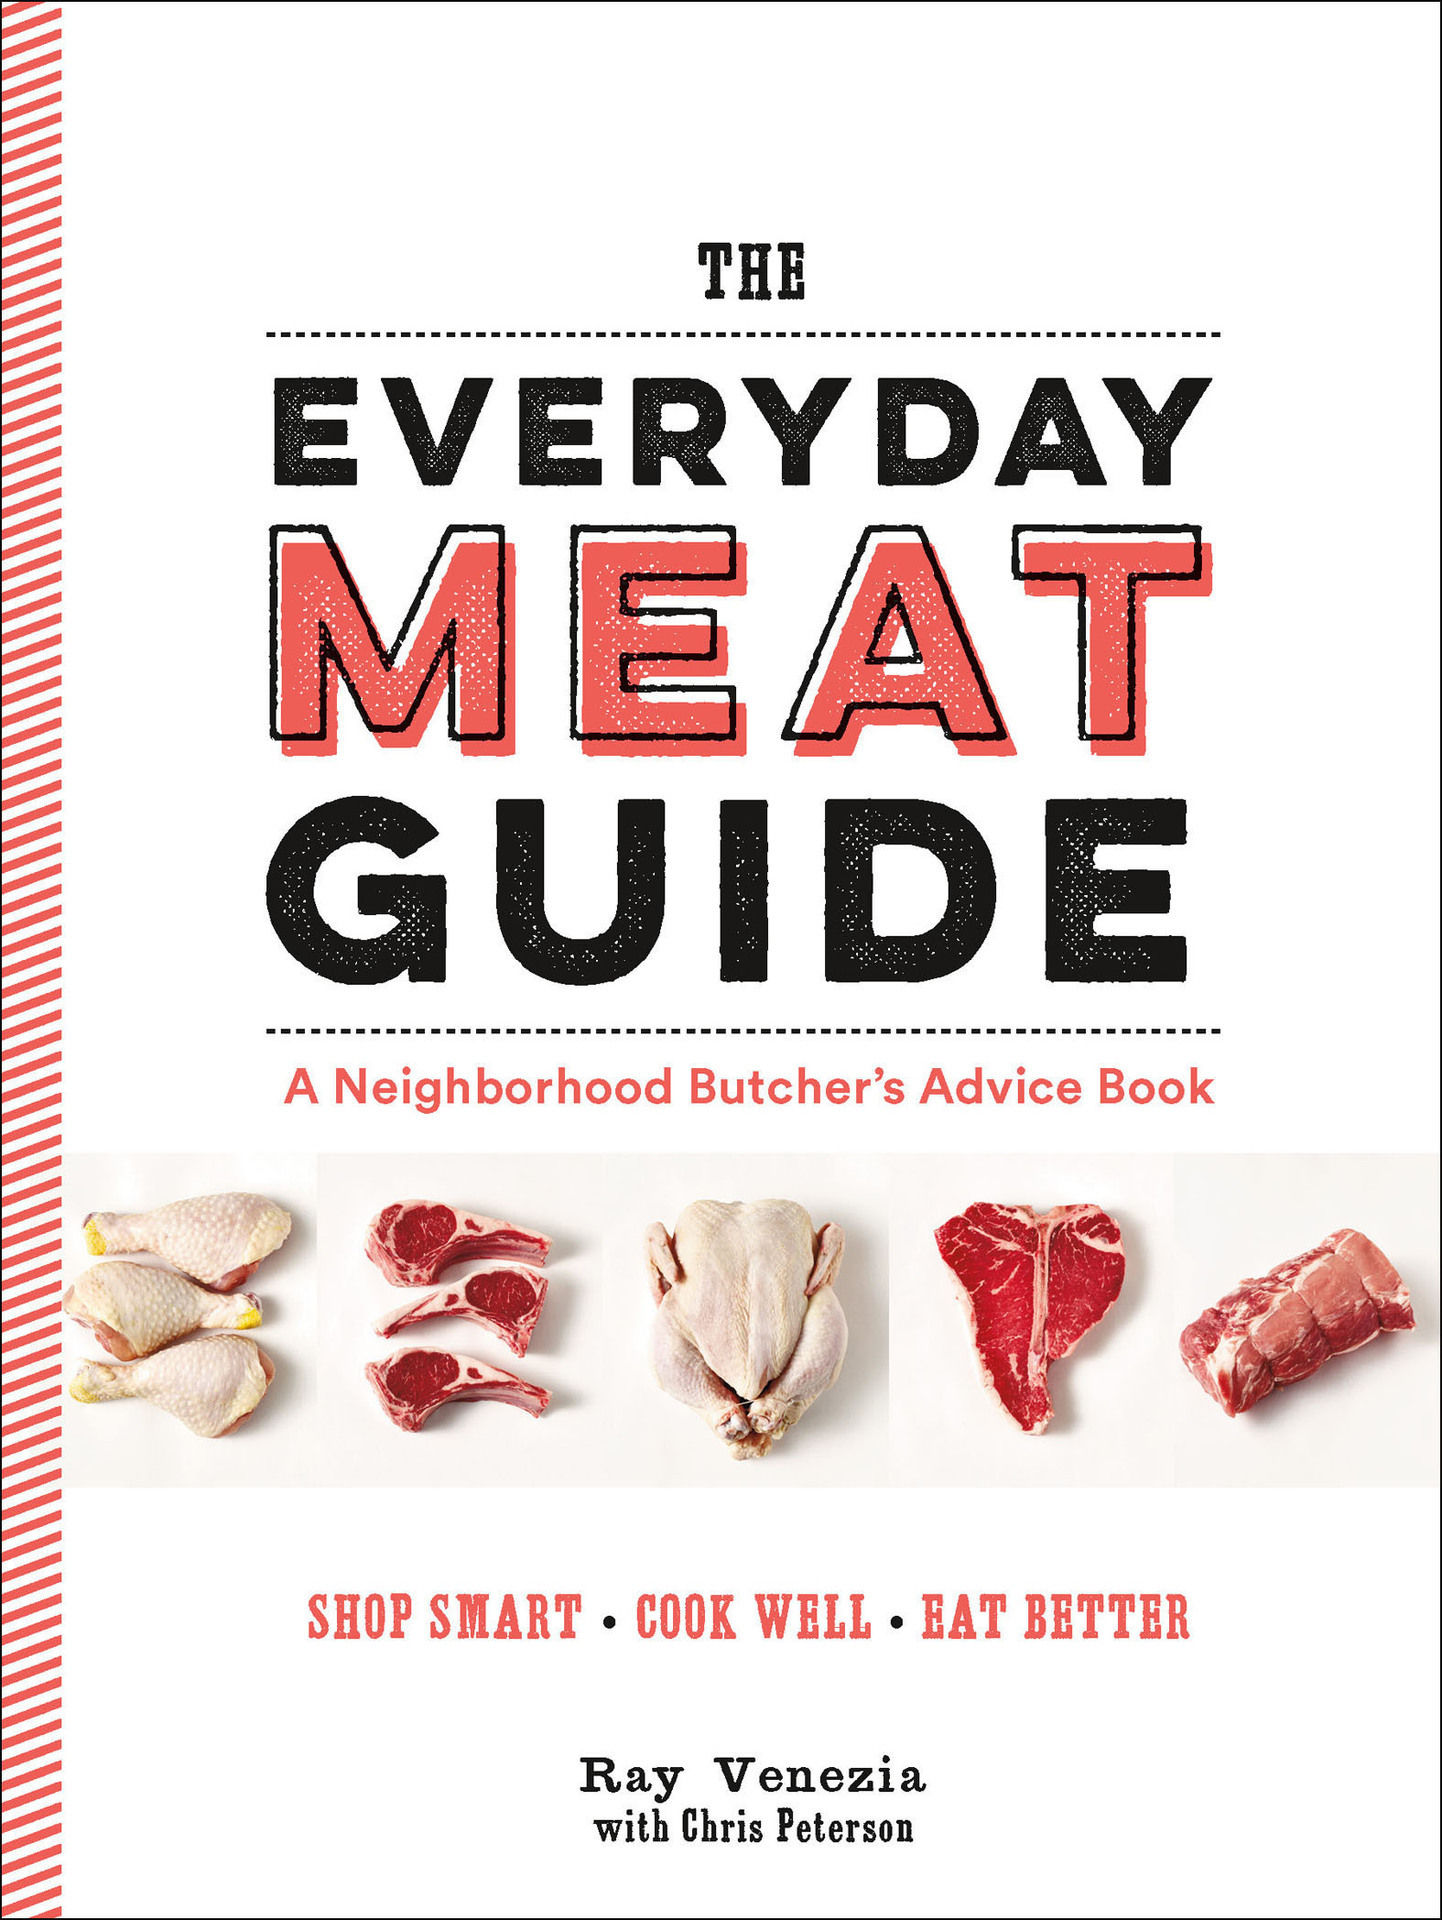 THE
EVERYDAY
MEAT
GUIDE
A Neighborhood Butcher’s Advice Book
SHOP SMART • COOK WELL • EAT BETTER
Ray Venezia
with Chris Peterson